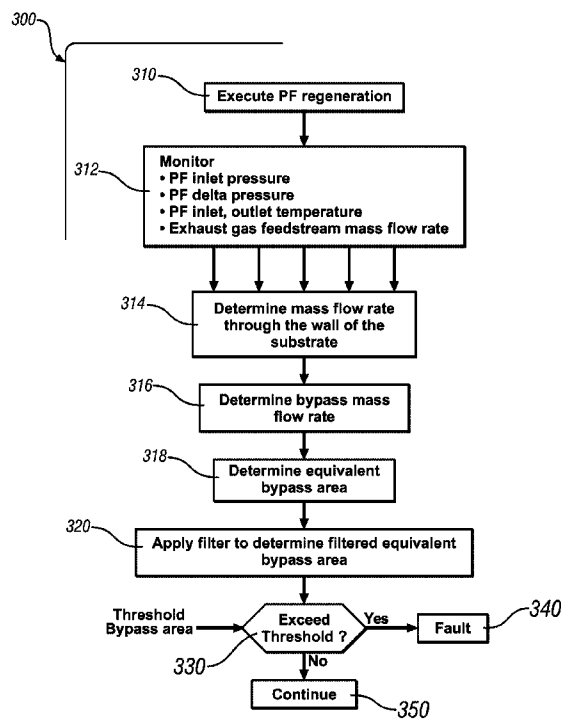 300
310
Execute PF regeneration
312
Monitor
• PF inlet pressure
• PF delta pressure
• PF inlet, outlet temperature
• Exhaust gas feedstream mass flow rate
314
Determine mass flow rate
through the wall of the
substrate
316
Determine bypass mass
flow rate
318
Determine equivalent
bypass area
320
Apply filter to determine filtered equivalent
bypass area
Threshold
Bypass area
Exceed
Threshold ?
330
Yes
Fault
340
No
Continue
350